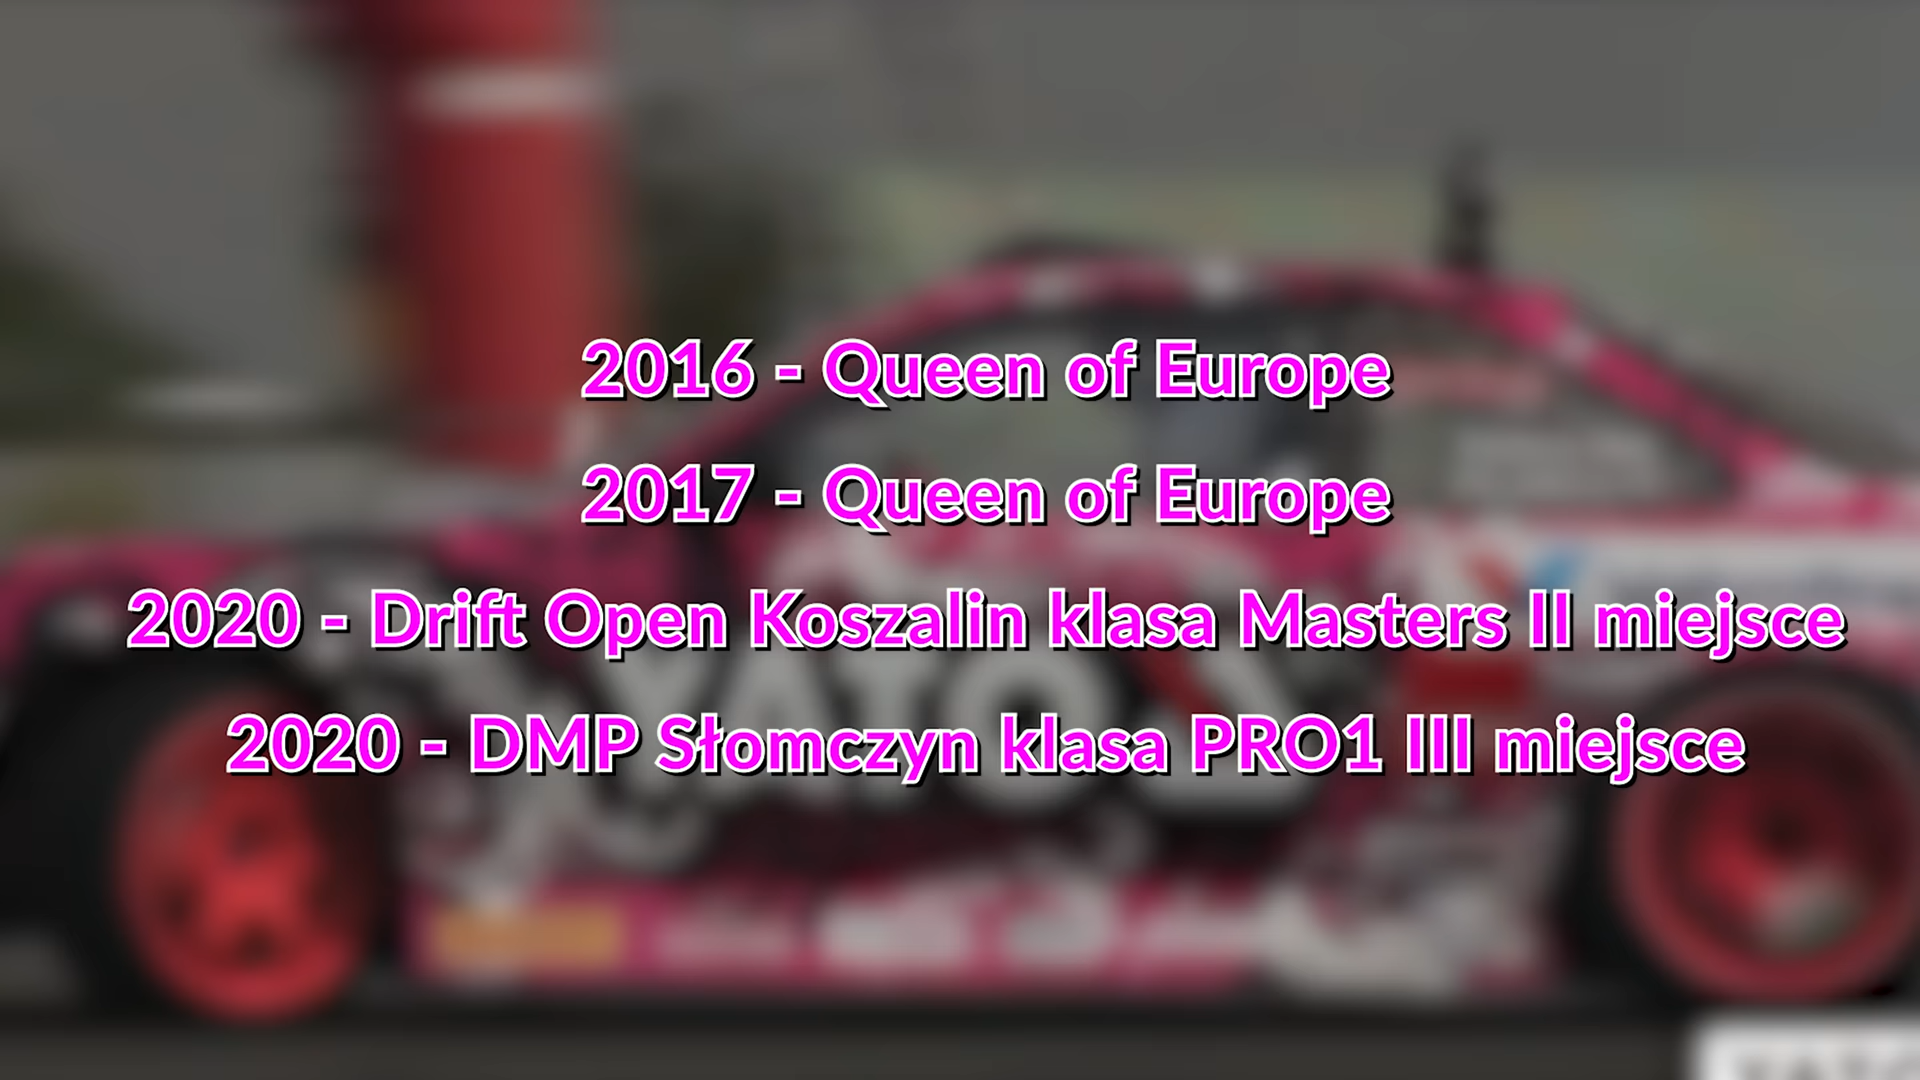 2016 - Queen of Europe
2017 - Queen of Europe
2020 - Drift Open Koszalin klasa Masters II miejsce
2020 - DMP Słomczyn klasa PRO1 III miejsce
YATO